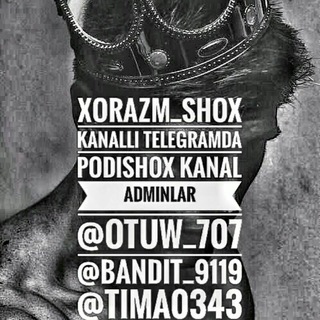 XORAZM_SHOX
KANALLI TELEGRAMDA
PODISHOX KANAL
ADMINLAR
@OTUW_707
@BANDIT_9119
@TIMA0343